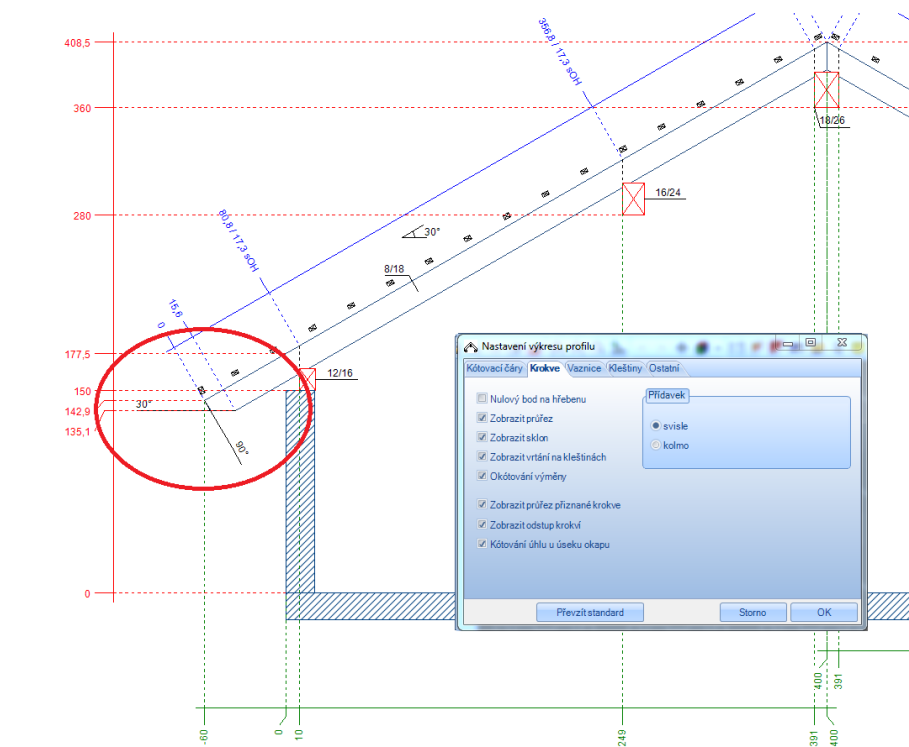 408,5
356,8 / 17,3 sOH
360
18/26
16/24
280
80,8 / 17,3 sOH
30°
8/18
15,6
0
177,5
12/16
150
142,9
135,1
30°
90°
0
Nastavení výkresu profilu
Kótovací čáry Krokve Vaznice Kleštiny Ostatní
Nulový bod na hřebenu
Zobrazit průřez
Zobrazit sklon
Zobrazit vrtání na kleštinách
Okótování výměny
Zobrazit průřez přiznané krokve
Zobrazit odstup krokví
Kótování úhlu u úseku okapu
Přídavek
svisle
kolmo
Převzít standard
Storno
OK
400
391
-60
0
10
249
391
400